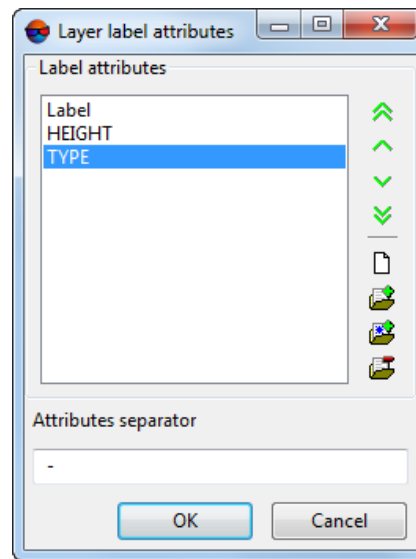 Layer label attributes
Label attributes
Label
HEIGHT
TYPE
Attributes separator
-
OK
Cancel